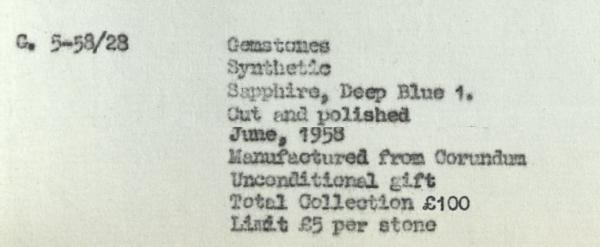 G. 5-58/28 Gemstones
Synthetic
Sapphire, Deep Blue 1.
Cut and polished
June, 1958
Manufactured from Corundum
Unconditional gift
Total Collection £100
Limit £5 per stone